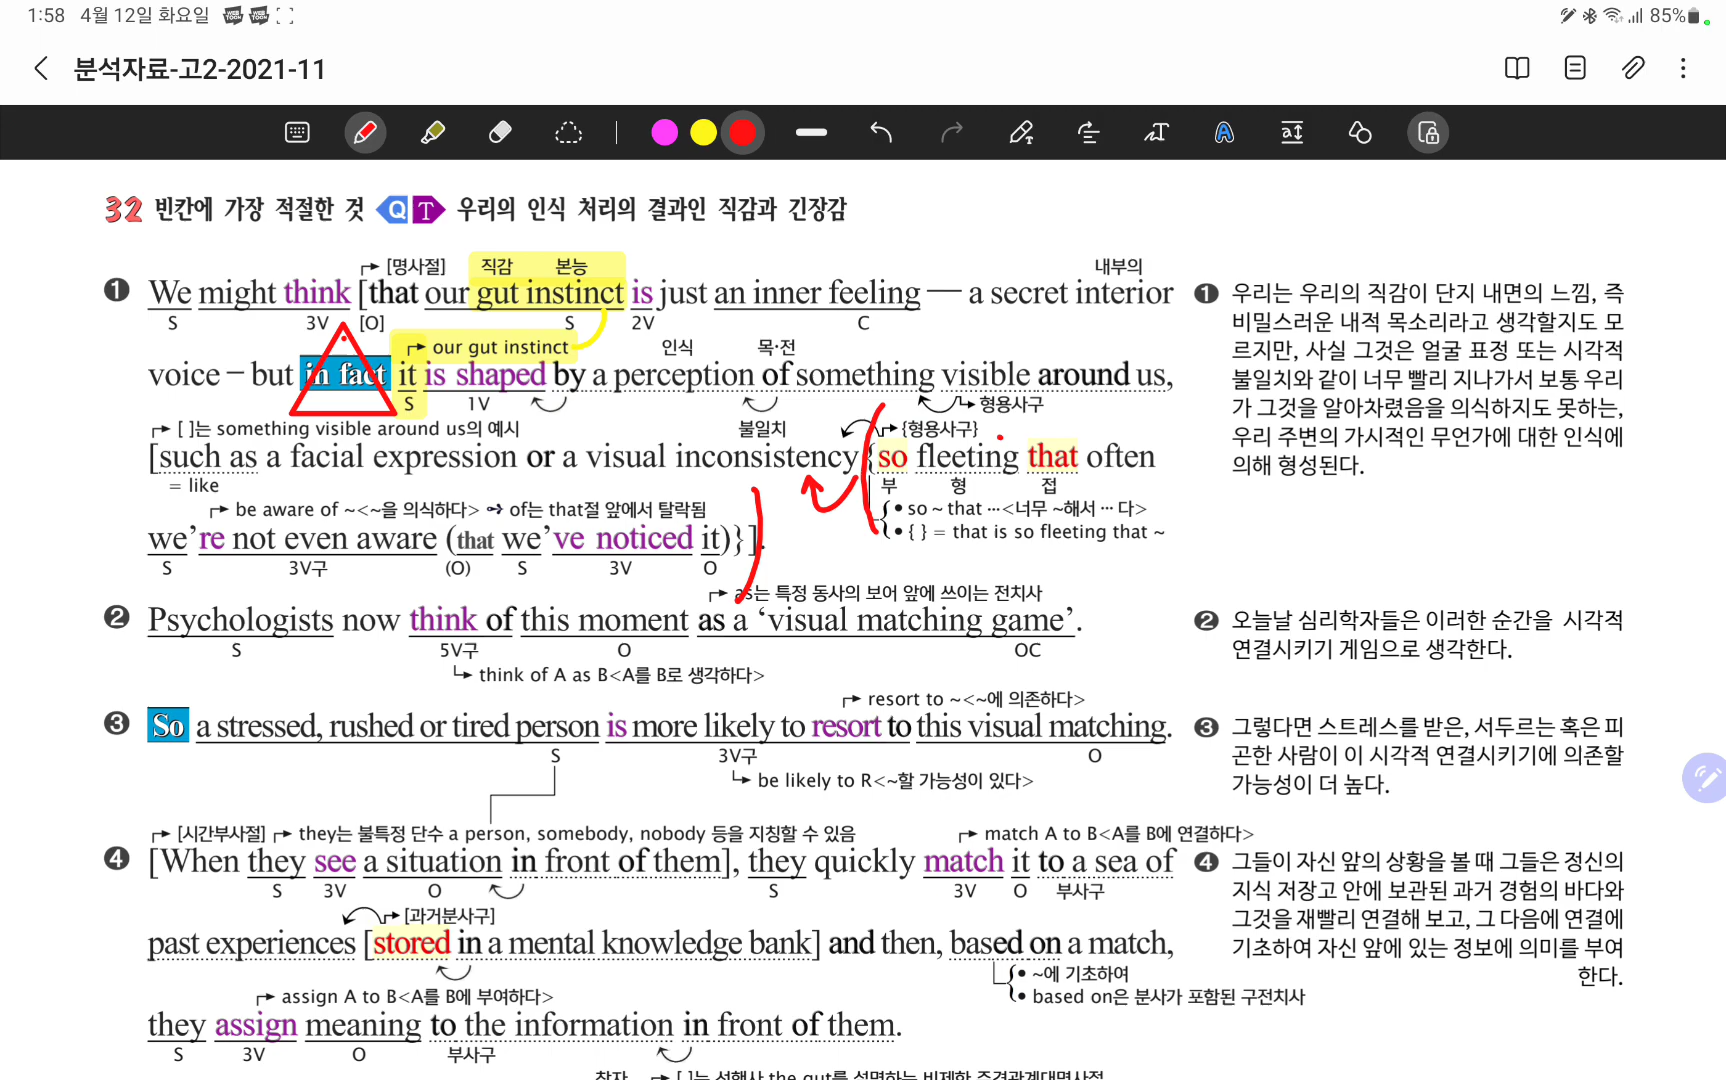 1:58 4월 12일 화요일 85%
분석자료-고2-2021-11
32 빈칸에 가장 적절한 것 Q T 우리의 인식 처리의 결과인 직감과 긴장감
[명사절] 직감 본능 내부의
❶ We might think [that our gut instinct is just an inner feeling — a secret interior
S 3V [O] S 2V C
our gut instinct 인식 목·전
voice – but in fact it is shaped by a perception of something visible around us,
S 1V 형용사구
[ ]는 something visible around us의 예시 불일치 {형용사구}
[such as a facial expression or a visual inconsistency {so fleeting that often
= like 부 형 접
be aware of ~<~을 의식하다> of는 that절 앞에서 탈락됨
• so ~ that …<너무 ~해서 … 다>
• { } = that is so fleeting that ~
we're not even aware (that we've noticed it)}].
S 3V구 (O) S 3V O
as는 특정 동사의 보어 앞에 쓰이는 전치사
❷ Psychologists now think of this moment as a ‘visual matching game’.
S 5V구 O OC
think of A as B<A를 B로 생각하다>
resort to ~<~에 의존하다>
❸ So a stressed, rushed or tired person is more likely to resort to this visual matching.
S 3V구 O
be likely to R<~할 가능성이 있다>
[시간부사절] they는 불특정 단수 a person, somebody, nobody 등을 지칭할 수 있음 match A to B<A를 B에 연결하다>
❹ [When they see a situation in front of them], they quickly match it to a sea of
S 3V O S 3V O 부사구
[과거분사구]
past experiences [stored in a mental knowledge bank] and then, based on a match,
• ~에 기초하여
• based on은 분사가 포함된 구전치사
assign A to B<A를 B에 부여하다>
they assign meaning to the information in front of them.
S 3V O 부사구
❶ 우리는 우리의 직감이 단지 내면의 느낌, 즉
비밀스러운 내적 목소리라고 생각할지도 모
르지만, 사실 그것은 얼굴 표정 또는 시각적
불일치와 같이 너무 빨리 지나가서 보통 우리
가 그것을 알아차렸음을 의식하지도 못하는,
우리 주변의 가시적인 무언가에 대한 인식에
의해 형성된다.
❷ 오늘날 심리학자들은 이러한 순간을 시각적
연결시키기 게임으로 생각한다.
❸ 그렇다면 스트레스를 받은, 서두르는 혹은 피
곤한 사람이 이 시각적 연결시키기에 의존할
가능성이 더 높다.
❹ 그들이 자신 앞의 상황을 볼 때 그들은 정신의
지식 저장고 안에 보관된 과거 경험의 바다와
그것을 재빨리 연결해 보고, 그 다음에 연결에
기초하여 자신 앞에 있는 정보에 의미를 부여
한다.